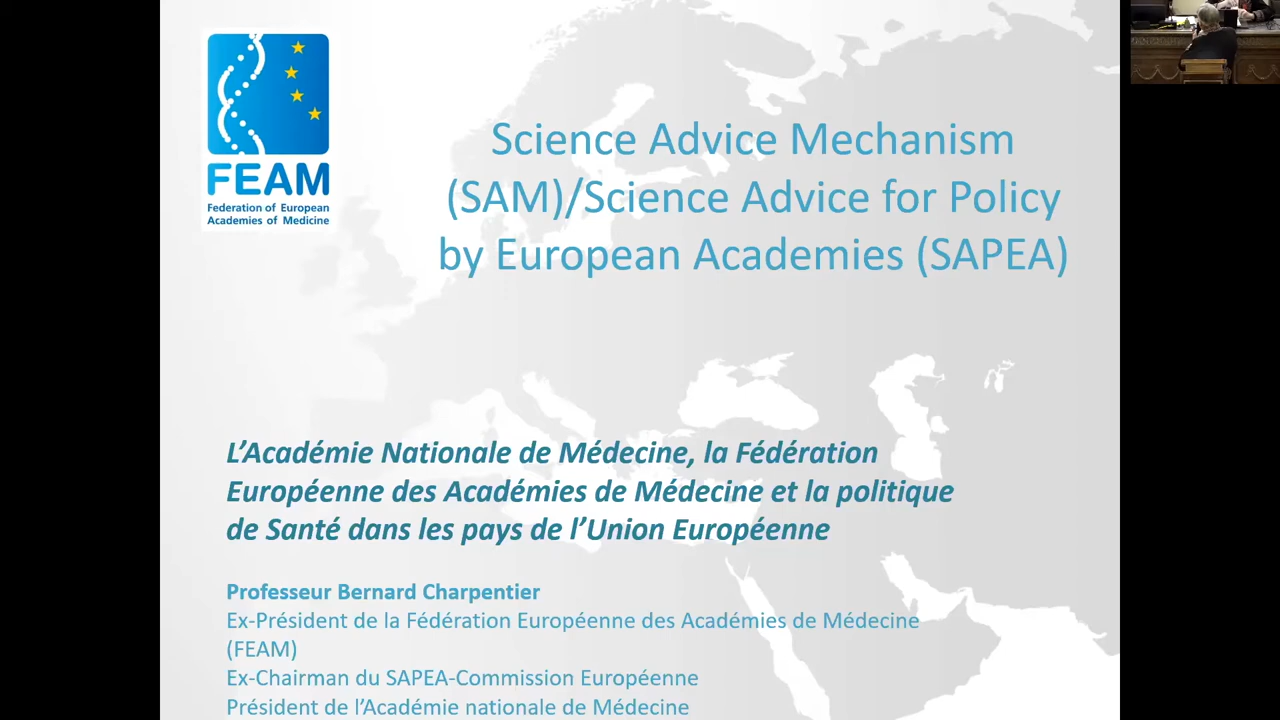 FEAM
Federation of European
Academies of Medicine
Science Advice Mechanism
(SAM)/Science Advice for Policy
by European Academies (SAPEA)
L’Académie Nationale de Médecine, la Fédération
Européenne des Académies de Médecine et la politique
de Santé dans les pays de l’Union Européenne
Professeur Bernard Charpentier
Ex-Président de la Fédération Européenne des Académies de Médecine
(FEAM)
Ex-Chairman du SAPEA-Commission Européenne
Président de l’Académie nationale de Médecine